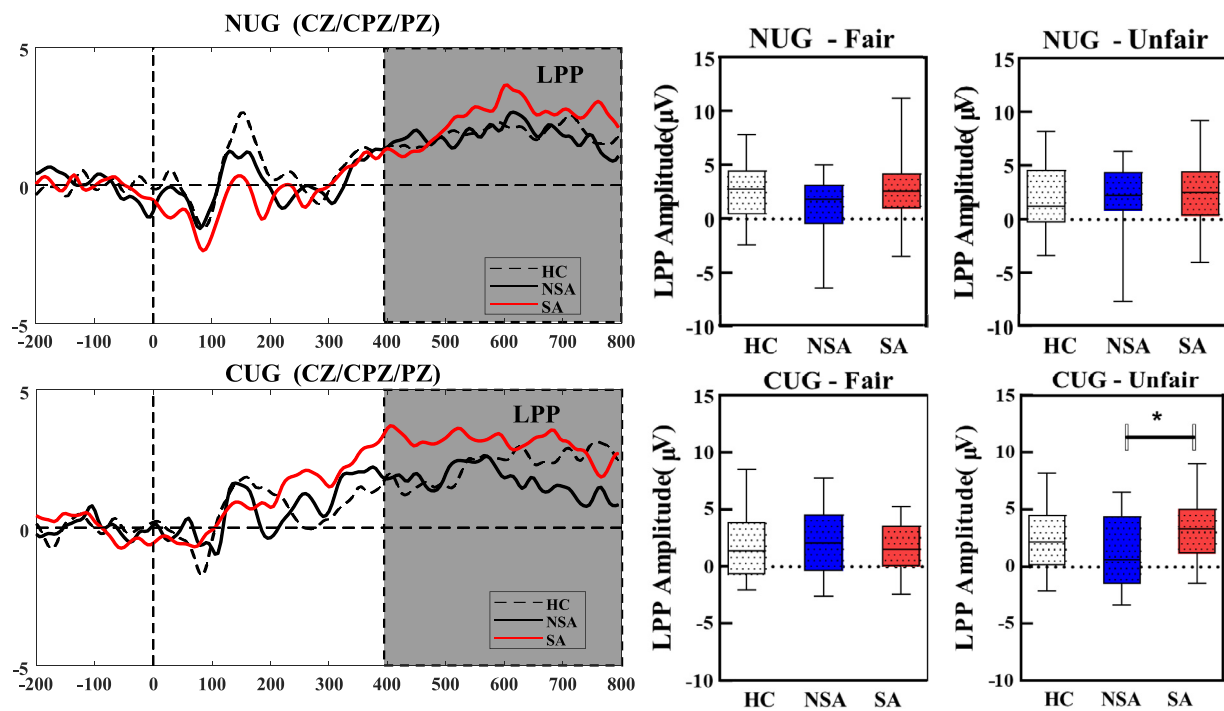 NUG (CZ/CPZ/PZ)
5
0
-5
LPP
HC
NSA
SA
-200 -100 0 100 200 300 400 500 600 700 800
NUG - Fair
LPP Amplitude(μV)
15
10
5
0
-5
-10
HC NSA SA
NUG - Unfair
LPP Amplitude( μV)
15
10
5
0
-5
-10
HC NSA SA
CUG (CZ/CPZ/PZ)
5
0
-5
LPP
HC
NSA
SA
-200 -100 0 100 200 300 400 500 600 700 800
CUG - Fair
LPP Amplitude( μV)
15
10
5
0
-5
-10
HC NSA SA
CUG - Unfair
LPP Amplitude( μV)
15
10
5
0
-5
-10
*
HC NSA SA